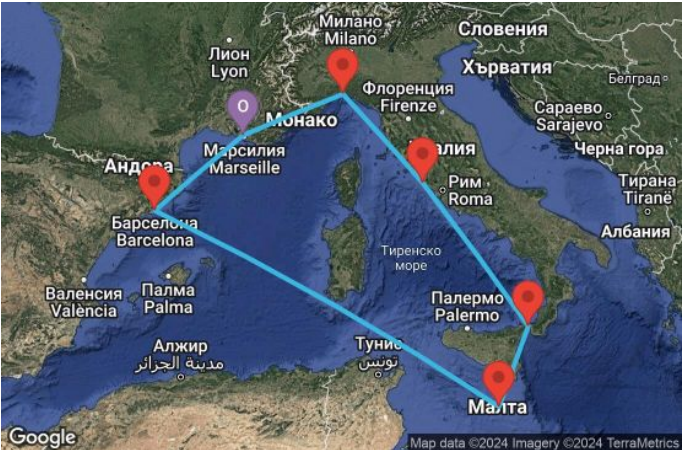 Милано
Milano
Словения
Лион
Lyon
Хърватия
Белград
Флоренция
Firenze
O
Монако
Сараево
Sarajevo
Марсилия
Marseille
алия
Черна гора
Андора
Рим
Roma
Тирана
Tiranë
Барселона
Barcelona
Албания
Тиренско
море
Валенсия
València
Палма
Palma
Палермо
Palermo
Алжир
مدينة الجزائر
Тунис
تونس
Малта
Google
Map data ©2024 Imagery ©2024 TerraMetrics